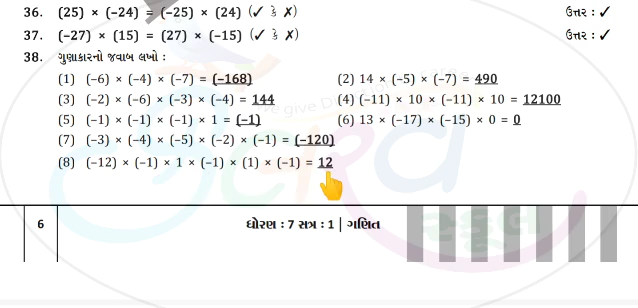 36. (25) × (−24) = (−25) × (24) (✓ કે ✗) ઉત્તર : ✓
37. (−27) × (15) = (27) × (−15) (✓ કે ✗) ઉત્તર : ✓
38. ગુણાકારનો જવાબ લખો :
(1) (−6) × (−4) × (−7) = (−168) (2) 14 × (−5) × (−7) = 490
(3) (−2) × (−6) × (−3) × (−4) = 144 (4) (−11) × 10 × (−11) × 10 = 12100
(5) (−1) × (−1) × (−1) × 1 = (−1) (6) 13 × (−17) × (−15) × 0 = 0
(7) (−3) × (−4) × (−5) × (−2) × (−1) = (−120)
(8) (−12) × (−1) × 1 × (−1) × (1) × (−1) = 12
6 ધોરણ : 7 સત્ર : 1 | ગણિત